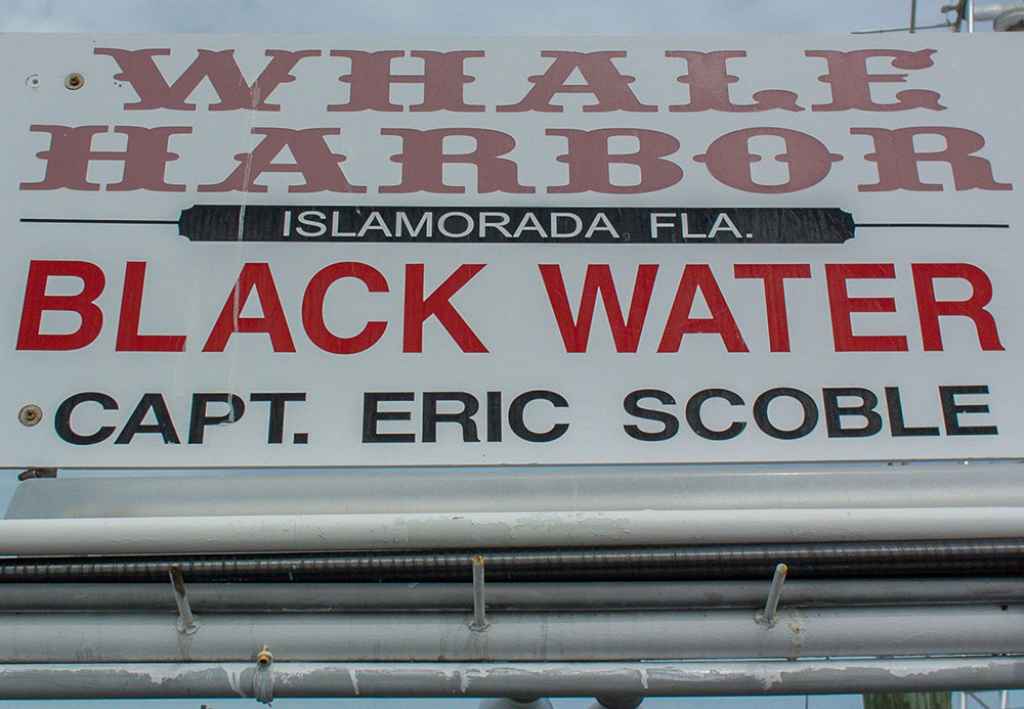 WHALE
HARBOR
ISLAMORADA, FLA.
BLACK WATER
CAPT. ERIC SCOBLE